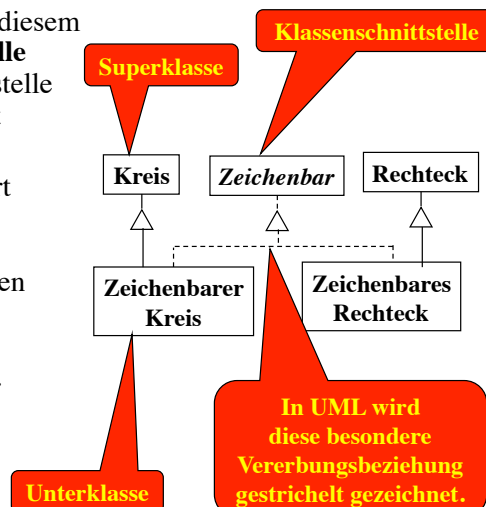 diesem
lle
stelle
rt
en
Superklasse
Klassenschnittstelle
Kreis
Zeichenbar
Rechteck
Zeichenbarer
Kreis
Zeichenbares
Rechteck
Unterklasse
In UML wird
diese besondere
Vererbungsbeziehung
gestrichelt gezeichnet.